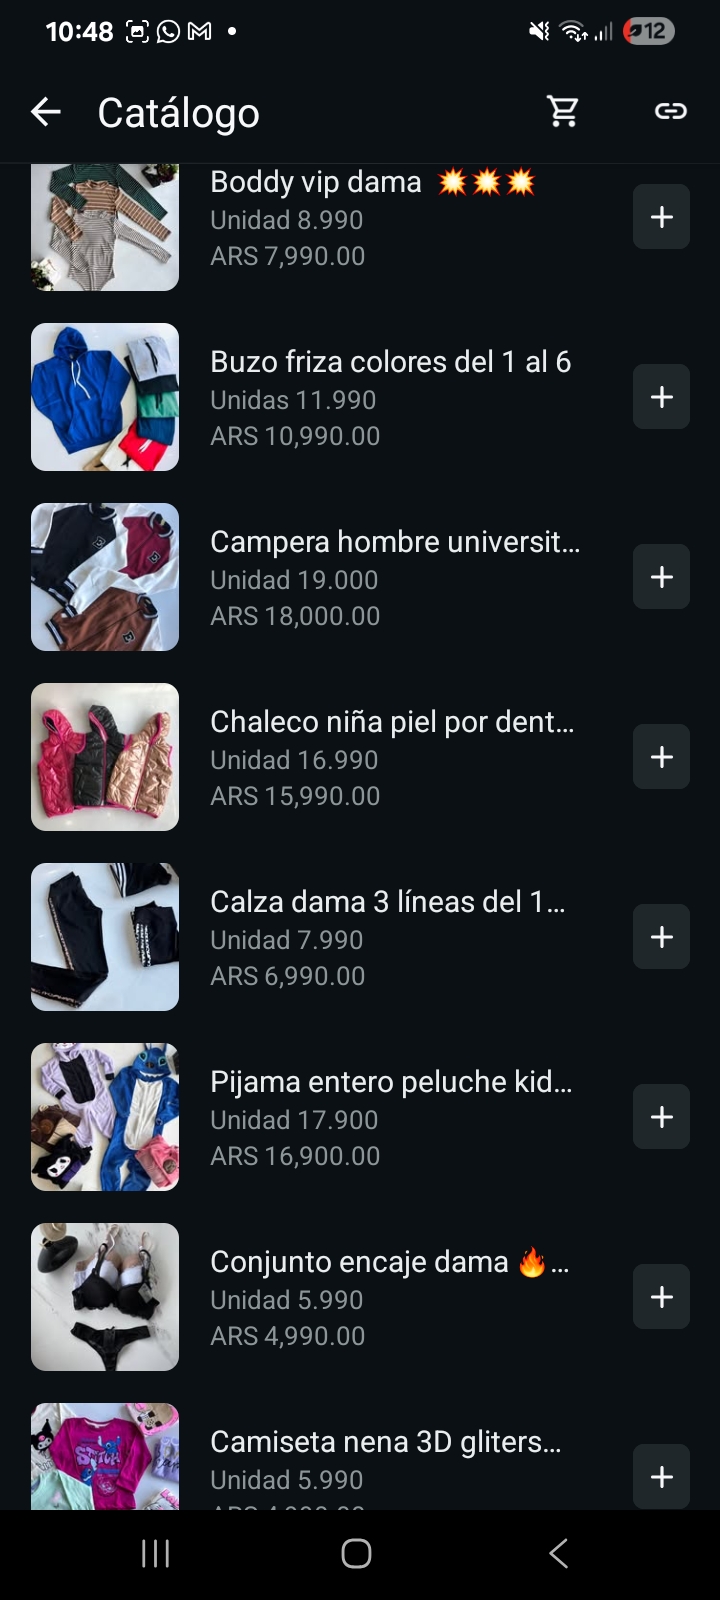 10:48
12
Catálogo
Boddy vip dama 💥💥💥
Unidad 8.990
ARS 7,990.00
Buzo friza colores del 1 al 6
Unidas 11.990
ARS 10,990.00
Campera hombre universit...
Unidad 19.000
ARS 18,000.00
Chaleco niña piel por dent...
Unidad 16.990
ARS 15,990.00
Calza dama 3 líneas del 1...
Unidad 7.990
ARS 6,990.00
Pijama entero peluche kid...
Unidad 17.900
ARS 16,900.00
Conjunto encaje dama 🔥...
Unidad 5.990
ARS 4,990.00
STITCH
Camiseta nena 3D gliters...
Unidad 5.990